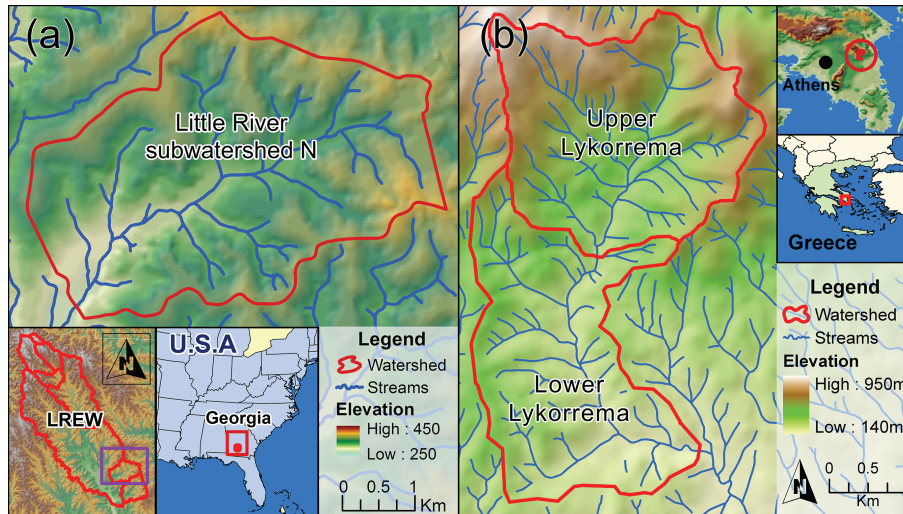 (a)
Little River
subwatershed N
LREW
N
U.S.A
Georgia
Legend
Watershed
Streams
Elevation
High : 450
Low : 250
0 0.5 1
Km
(b)
Upper
Lykorrema
Lower
Lykorrema
Athens
Greece
Legend
Watershed
Streams
Elevation
High : 950m
Low : 140m
N
0 0.5
Km